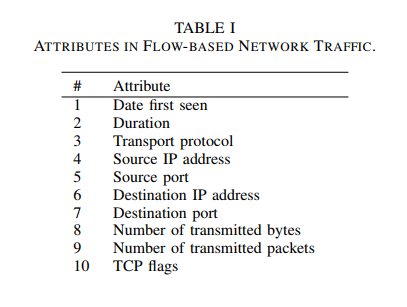 TABLE I
ATTRIBUTES IN FLOW-BASED NETWORK TRAFFIC.
# Attribute
1 Date first seen
2 Duration
3 Transport protocol
4 Source IP address
5 Source port
6 Destination IP address
7 Destination port
8 Number of transmitted bytes
9 Number of transmitted packets
10 TCP flags